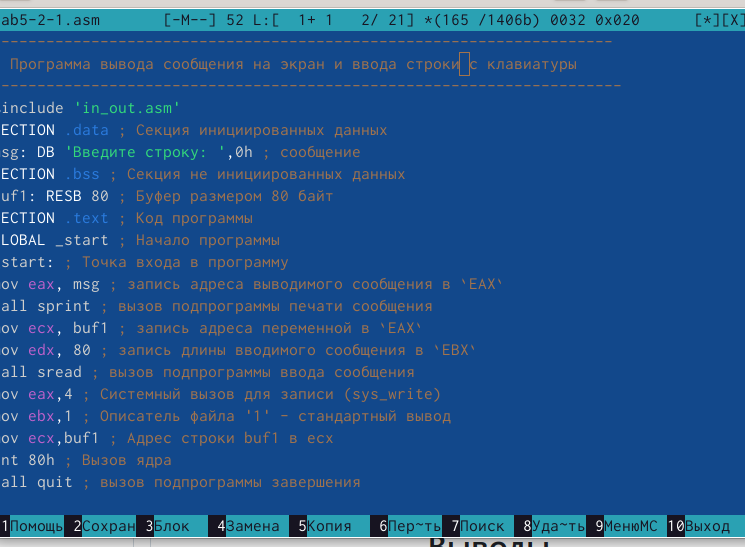 ab5-2-1.asm [-M--] 52 L:[ 1+ 1 2/ 21] *(165 /1406b) 0032 0x020 [*][X]
--------------------------------------------------------------------
Программа вывода сообщения на экран и ввода строки с клавиатуры
---------------------------------------------------------------------
include 'in_out.asm'
ECTION .data ; Секция инициированных данных
sg: DB 'Введите строку: ',0h ; сообщение
ECTION .bss ; Секция не инициированных данных
uf1: RESB 80 ; Буфер размером 80 байт
ECTION .text ; Код программы
LOBAL _start ; Начало программы
start: ; Точка входа в программу
ov eax, msg ; запись адреса выводимого сообщения в `EAX`
all sprint ; вызов подпрограммы печати сообщения
ov ecx, buf1 ; запись адреса переменной в `EAX`
ov edx, 80 ; запись длины вводимого сообщения в `EBX`
all sread ; вызов подпрограммы ввода сообщения
ov eax,4 ; Системный вызов для записи (sys_write)
ov ebx,1 ; Описатель файла '1' - стандартный вывод
ov ecx,buf1 ; Адрес строки buf1 в ecx
nt 80h ; Вызов ядра
all quit ; вызов подпрограммы завершения
1Помощь 2Сохран 3Блок 4Замена 5Копия 6Пер~ть 7Поиск 8Уда~ть 9МенюМС 10Выход
Выводы